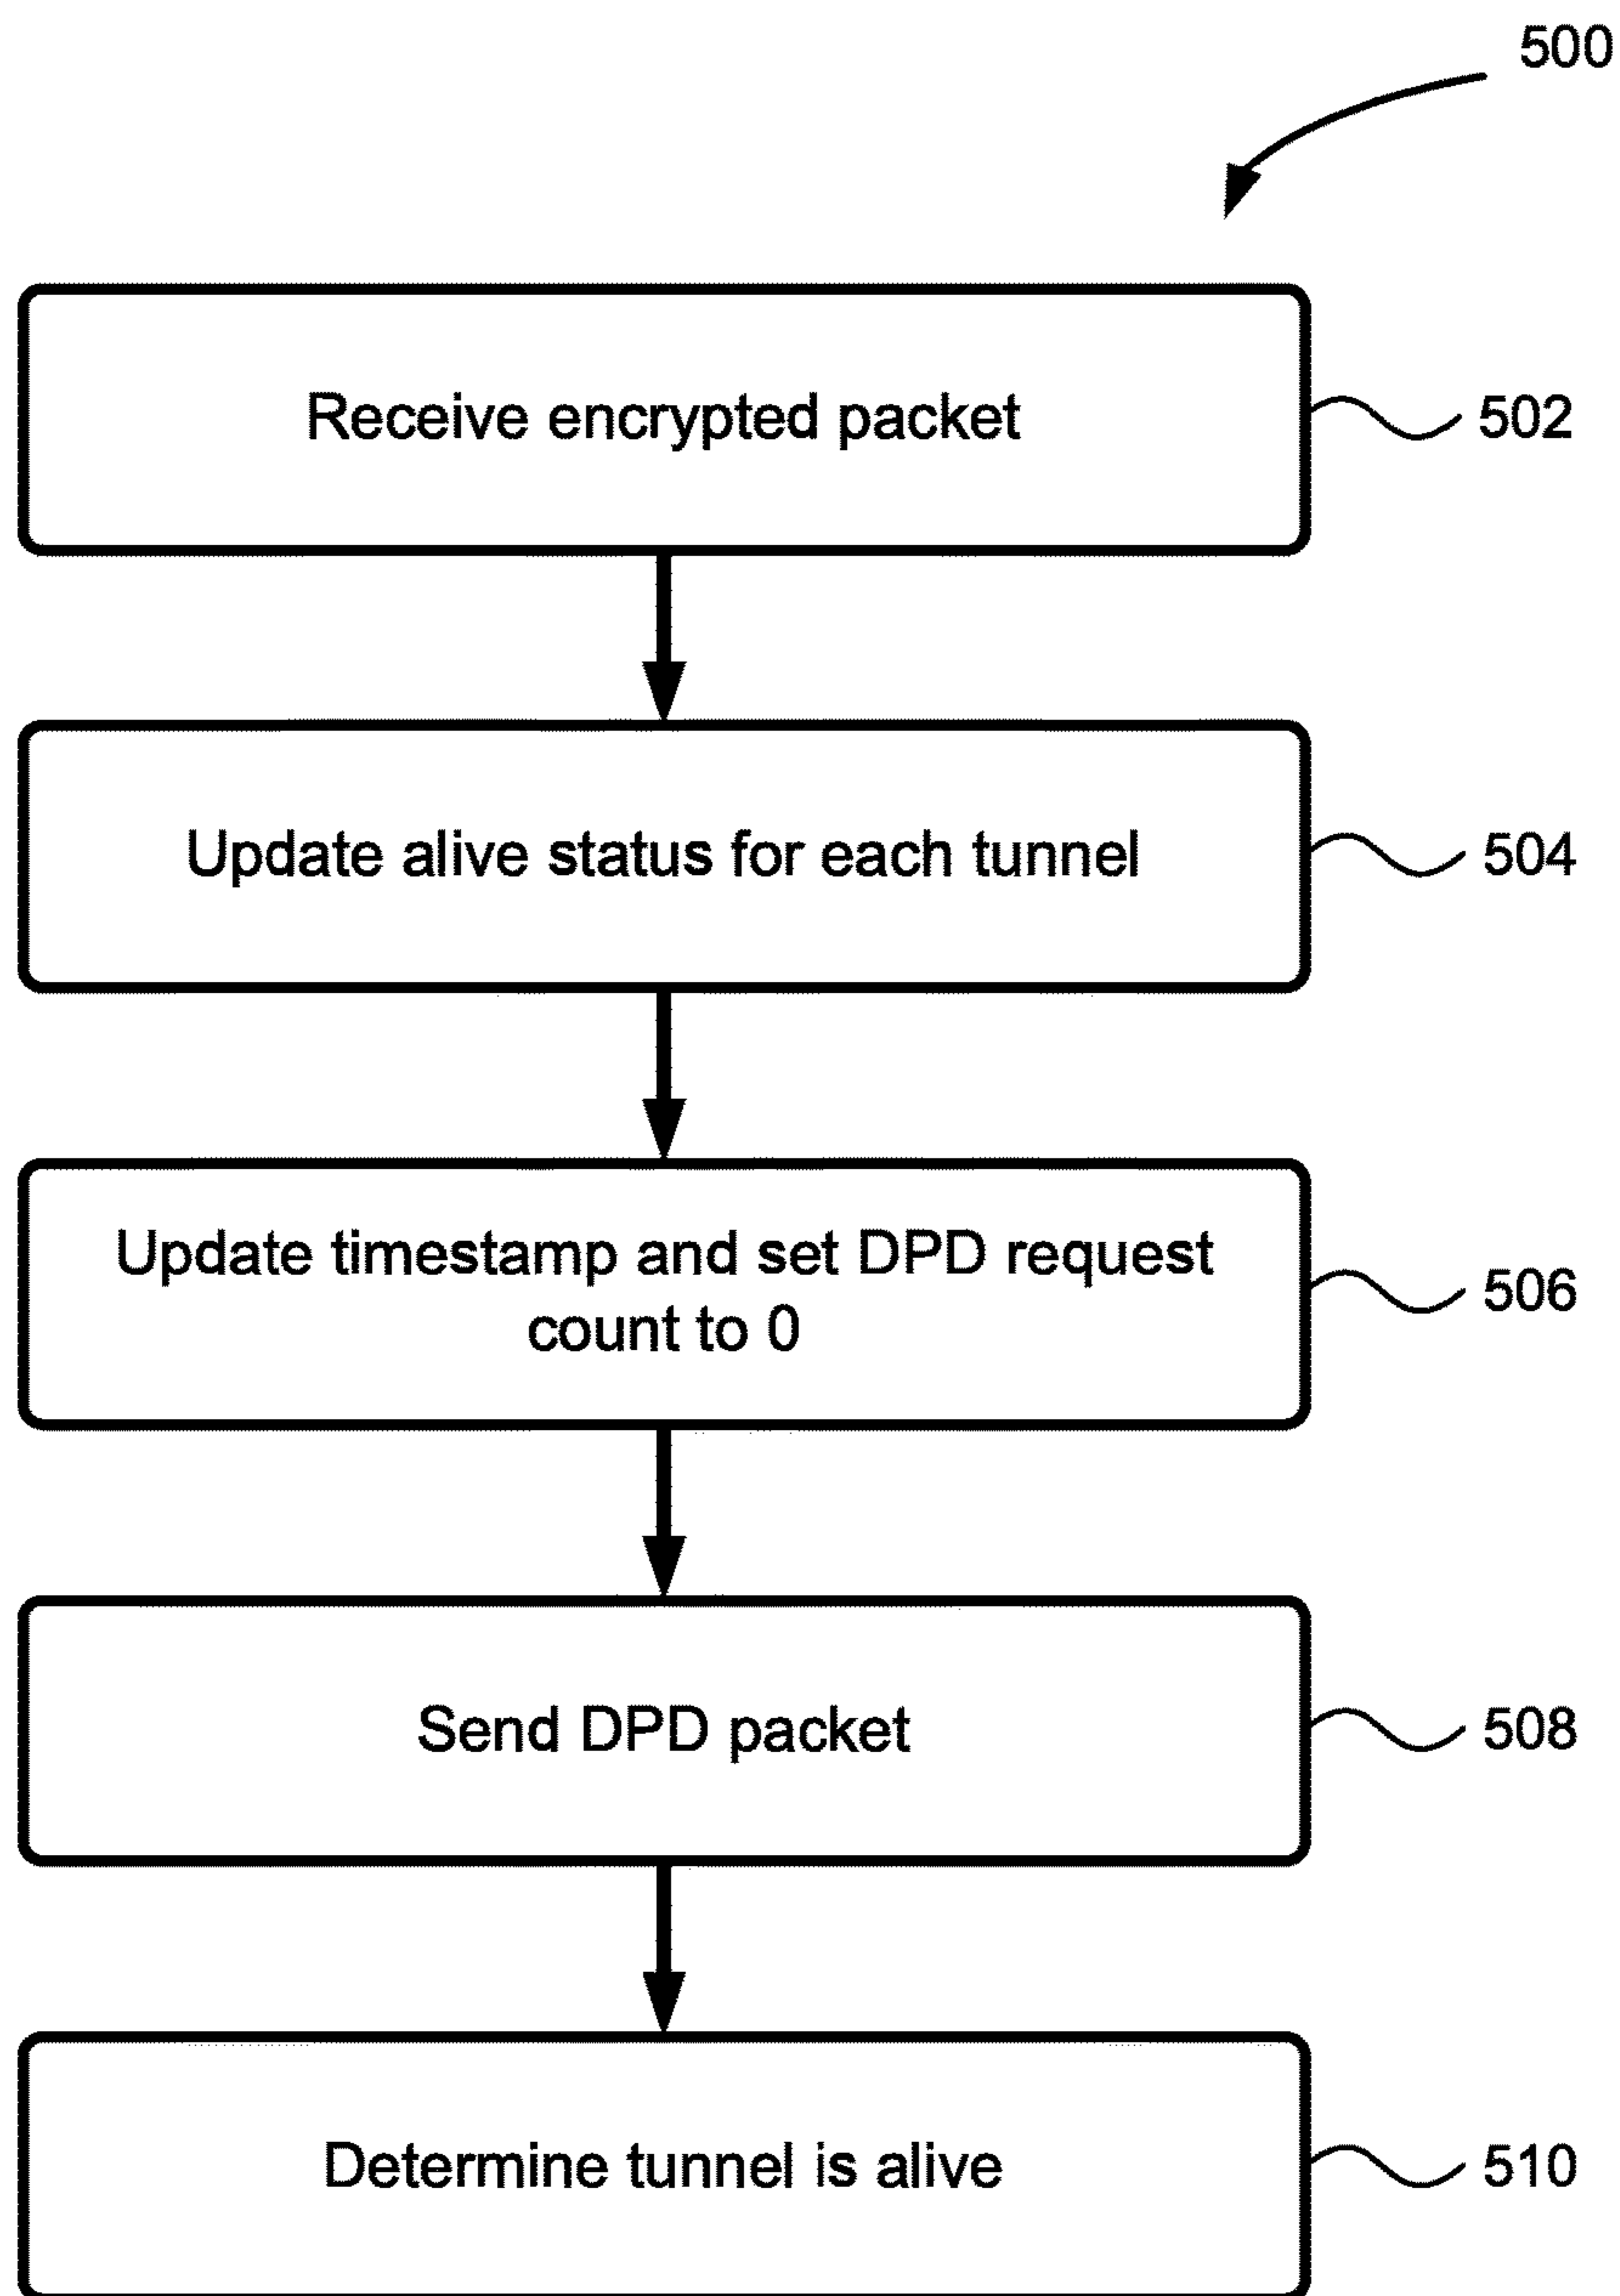 500
Receive encrypted packet
502
Update alive status for each tunnel
504
Update timestamp and set DPD request
count to 0
506
Send DPD packet
508
Determine tunnel is alive
510